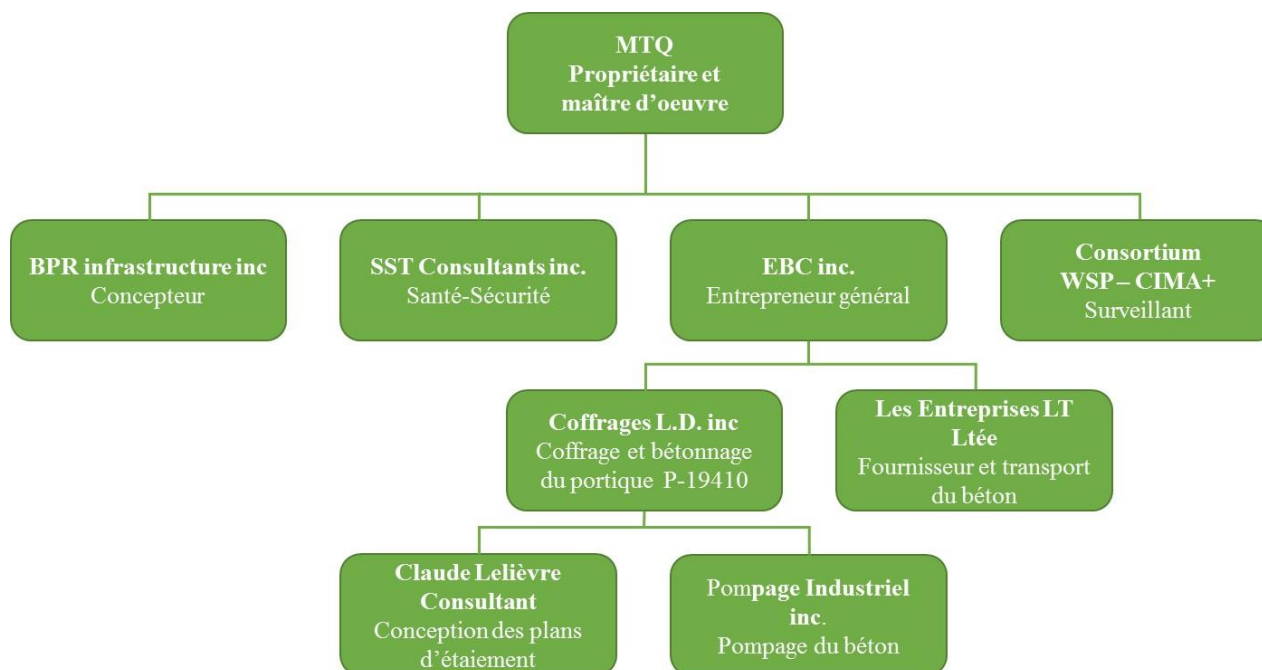 MTQ
Propriétaire et
maître d'oeuvre
BPR infrastructure inc
Concepteur
SST Consultants inc.
Santé-Sécurité
EBC inc.
Entrepreneur général
Consortium
WSP – CIMA+
Surveillant
Coffrages L.D. inc
Coffrage et bétonnage
du portique P-19410
Les Entreprises LT
Ltée
Fournisseur et transport
du béton
Claude Lelièvre
Consultant
Conception des plans
d'étaiement
Pompage Industriel
inc.
Pompage du béton